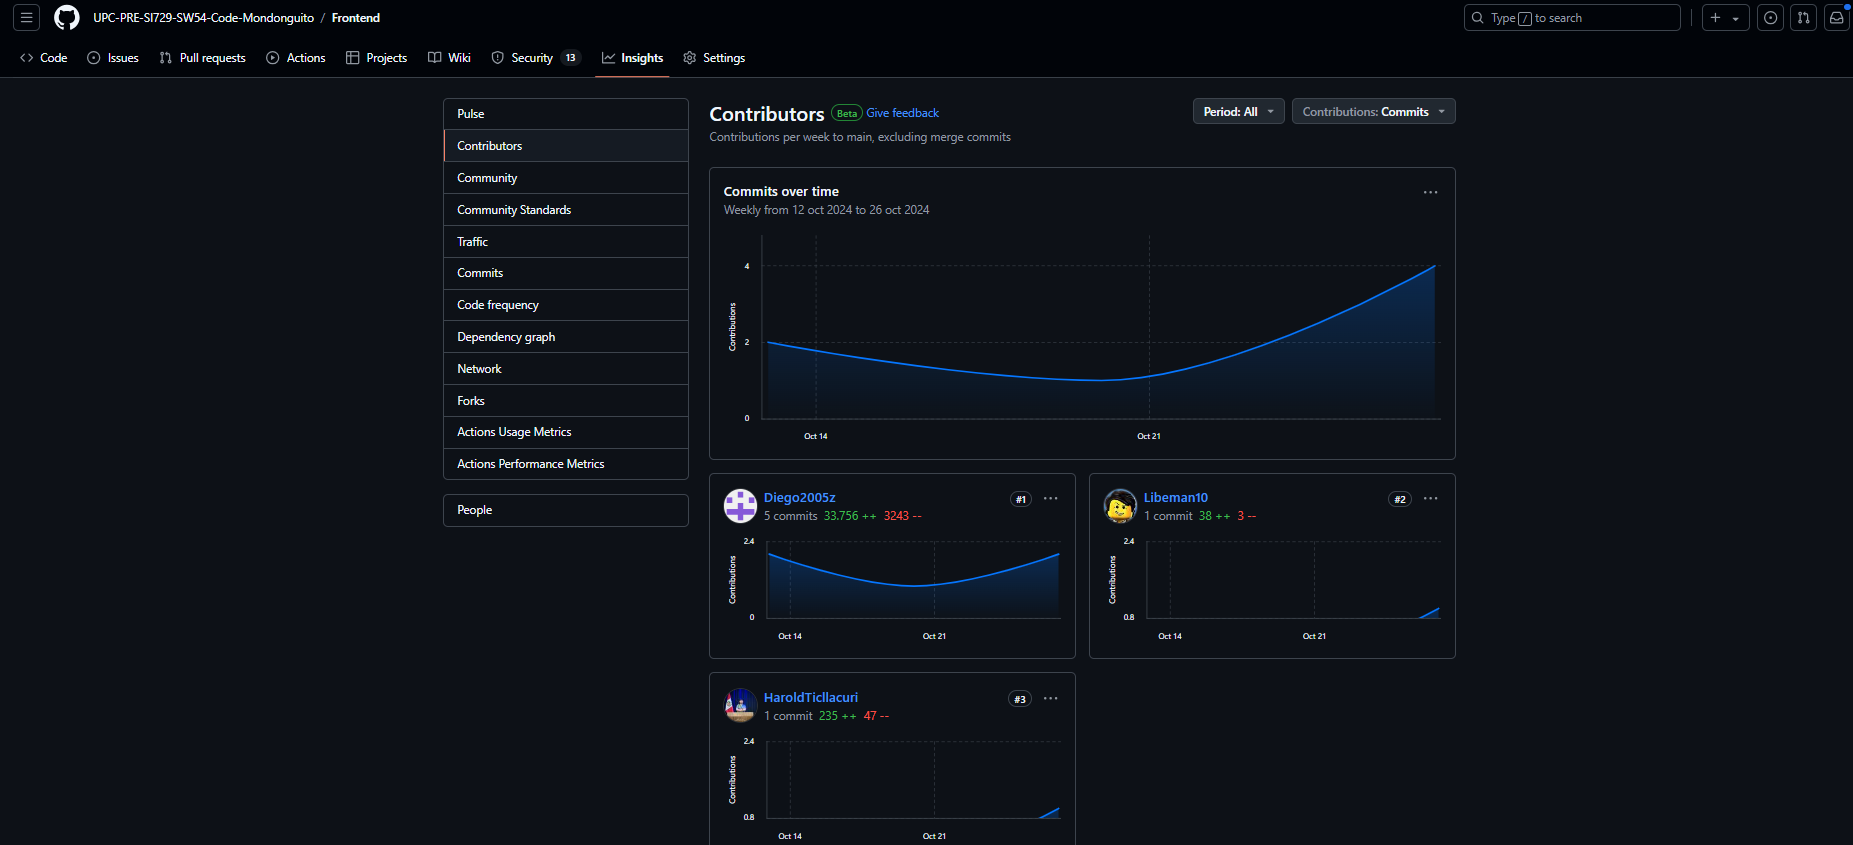 UPC-PRE-SI729-SW54-Code-Mondonguito / Frontend
Type / to search
Code Issues Pull requests Actions Projects Wiki Security 13 Insights Settings
Pulse
Contributors
Community
Community Standards
Traffic
Commits
Code frequency
Dependency graph
Network
Forks
Actions Usage Metrics
Actions Performance Metrics
People
Contributors Beta Give feedback
Period: All
Contributions: Commits
Contributions per week to main, excluding merge commits
Commits over time
Weekly from 12 oct 2024 to 26 oct 2024
Contributions
4
2
0
Oct 14 Oct 21
Diego2005z #1
5 commits 33.756 ++ 3243 --
Contributions
2.4
0
Oct 14 Oct 21
Libeman10 #2
1 commit 38 ++ 3 --
Contributions
2.4
0.8
Oct 14 Oct 21
HaroldTicllacuri #3
1 commit 235 ++ 47 --
Contributions
2.4
0.8
Oct 14 Oct 21